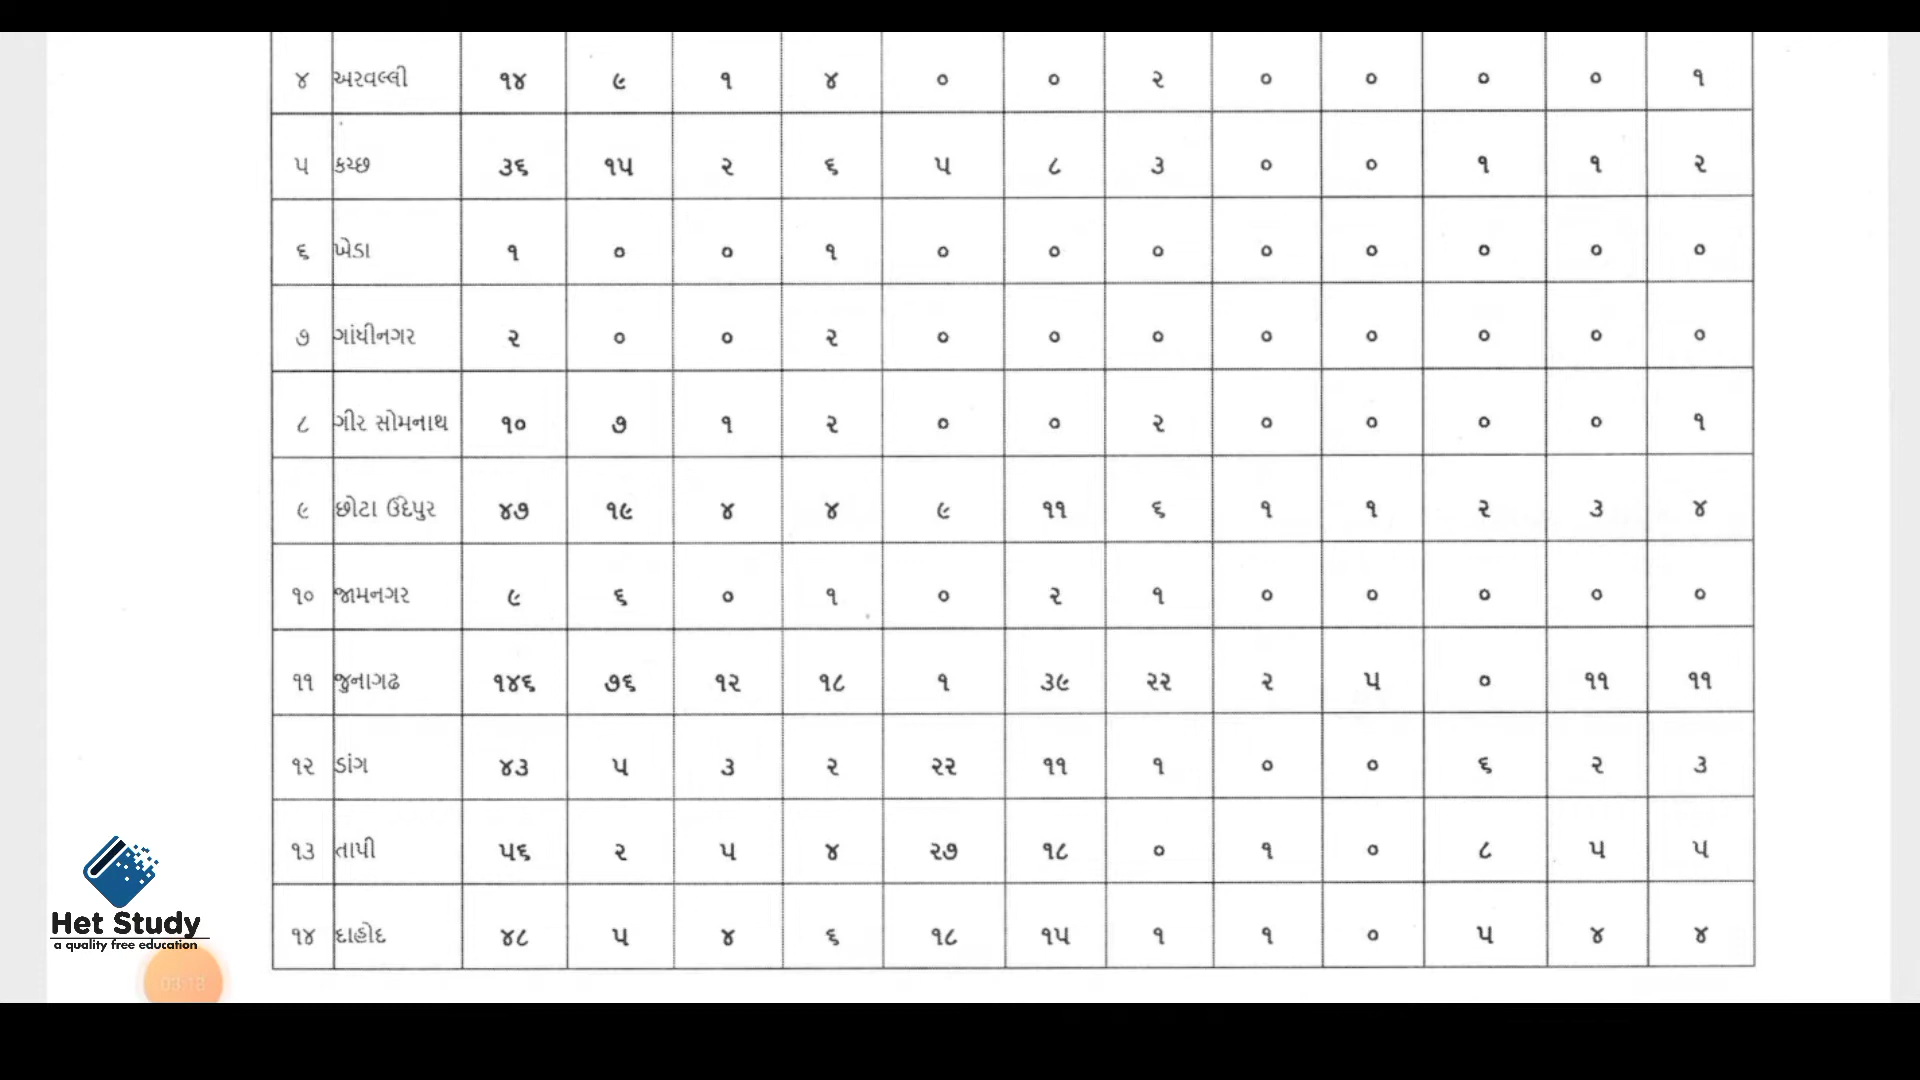 ૪ અરવલ્લી ૧૪ ૯ ૧ ૪ ૦ ૦ ૨ ૦ ૦ ૦ ૦ ૧
૫ કચ્છ ૩૬ ૧૫ ૨ ૬ ૫ ૮ ૩ ૦ ૦ ૧ ૧ ૨
૬ ખેડા ૧ ૦ ૦ ૧ ૦ ૦ ૦ ૦ ૦ ૦ ૦ ૦
૭ ગાંધીનગર ૨ ૦ ૦ ૨ ૦ ૦ ૦ ૦ ૦ ૦ ૦ ૦
૮ ગીર સોમનાથ ૧૦ ૭ ૧ ૨ ૦ ૦ ૨ ૦ ૦ ૦ ૦ ૧
૯ છોટા ઉદેપુર ૪૭ ૧૯ ૪ ૪ ૯ ૧૧ ૬ ૧ ૧ ૨ ૩ ૪
૧૦ જામનગર ૯ ૬ ૦ ૧ ૦ ૨ ૧ ૦ ૦ ૦ ૦ ૦
૧૧ જુનાગઢ ૧૪૬ ૭૬ ૧૨ ૧૮ ૧ ૩૯ ૨૨ ૨ ૫ ૦ ૧૧ ૧૧
૧૨ ડાંગ ૪૩ ૫ ૩ ૨ ૨૨ ૧૧ ૧ ૦ ૦ ૬ ૨ ૩
૧૩ તાપી ૫૬ ૨ ૫ ૪ ૨૭ ૧૮ ૦ ૧ ૦ ૮ ૫ ૫
૧૪ દાહોદ ૪૮ ૫ ૪ ૬ ૧૮ ૧૫ ૧ ૧ ૦ ૫ ૪ ૪
Het Study
a quality free education
03:18